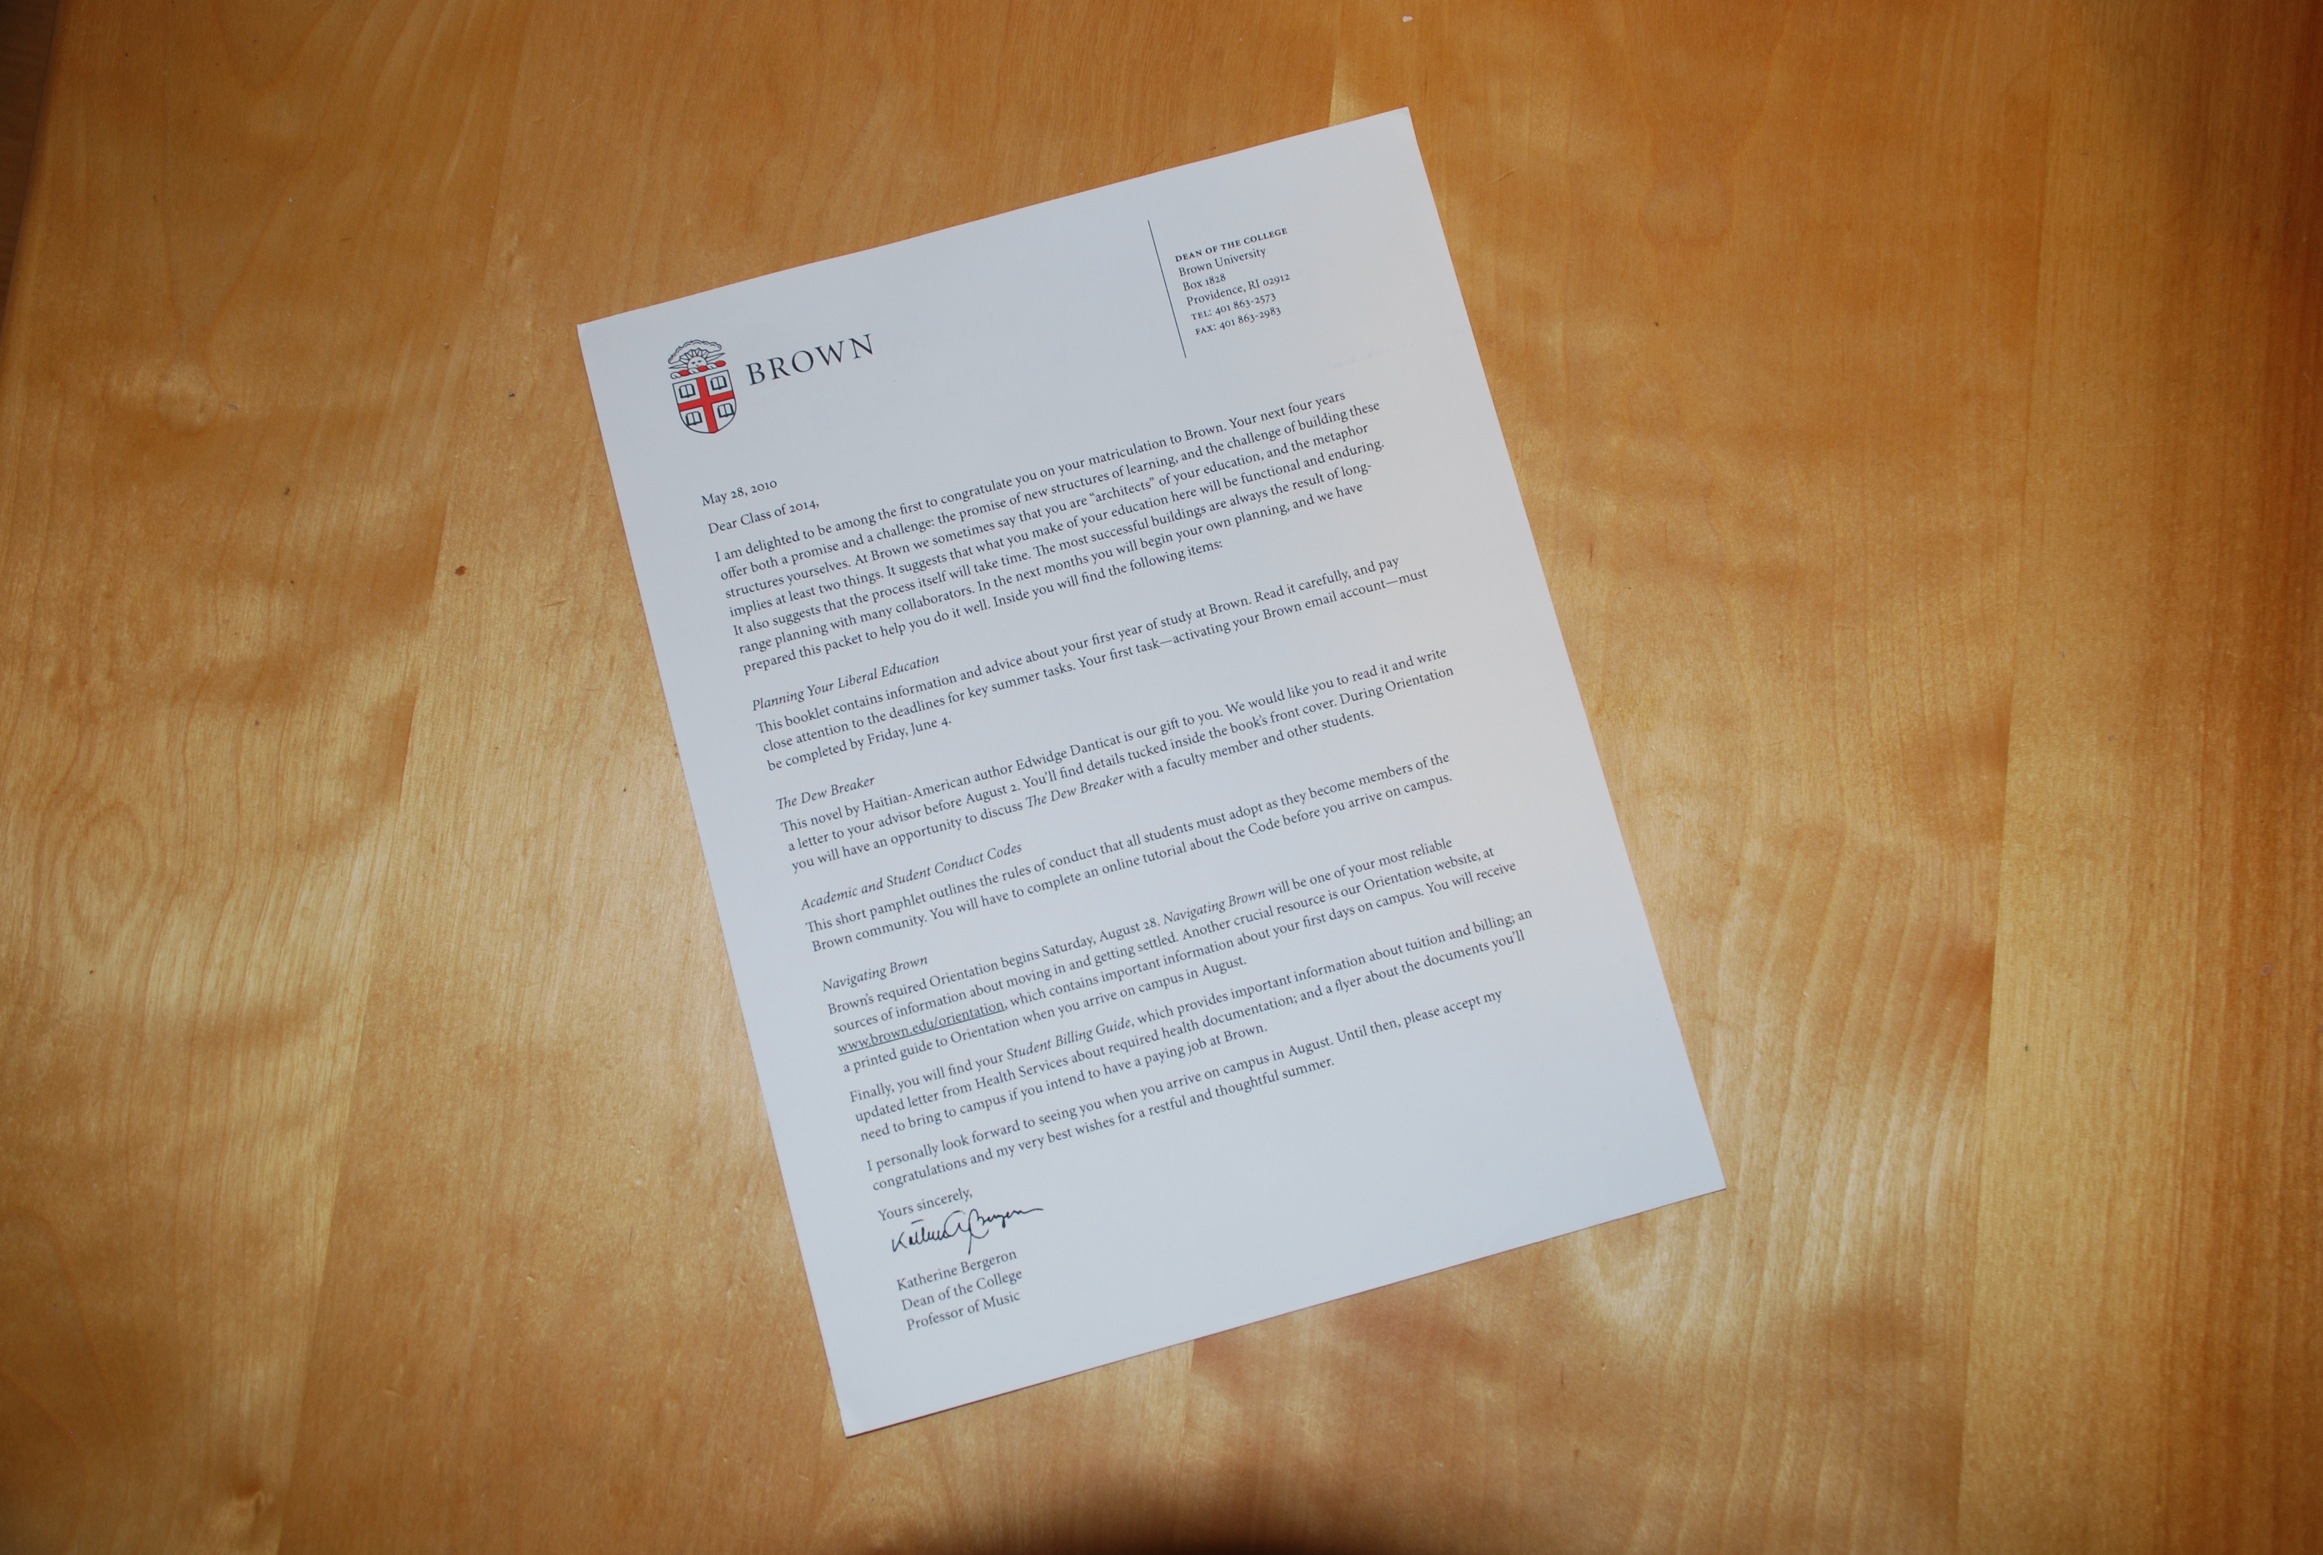 BROWN
DEAN OF THE COLLEGE
Brown University
Box 1828
Providence, RI 02912
TEL: 401 863-2573
FAX: 401 863-2983
May 28, 2010
Dear Class of 2014,
I am delighted to be among the first to congratulate you on your matriculation to Brown. Your next four years
offer both a promise and a challenge: the promise of new structures of learning, and the challenge of building these
structures yourselves. At Brown we sometimes say that you are “architects” of your education, and the metaphor
implies at least two things. It suggests that what you make of your education here will be functional and enduring.
It also suggests that the process itself will take time. The most successful buildings are always the result of long-
range planning with many collaborators. In the next months you will begin your own planning, and we have
prepared this packet to help you do it well. Inside you will find the following items:
Planning Your Liberal Education
This booklet contains information and advice about your first year of study at Brown. Read it carefully, and pay
close attention to the deadlines for key summer tasks. Your first task—activating your Brown email account—must
be completed by Friday, June 4.
The Dew Breaker
This novel by Haitian-American author Edwidge Danticat is our gift to you. We would like you to read it and write
a letter to your advisor before August 2. You’ll find details tucked inside the book’s front cover. During Orientation
you will have an opportunity to discuss The Dew Breaker with a faculty member and other students.
Academic and Student Conduct Codes
This short pamphlet outlines the rules of conduct that all students must adopt as they become members of the
Brown community. You will have to complete an online tutorial about the Code before you arrive on campus.
Navigating Brown
Brown’s required Orientation begins Saturday, August 28. Navigating Brown will be one of your most reliable
sources of information about moving in and getting settled. Another crucial resource is our Orientation website, at
www.brown.edu/orientation, which contains important information about your first days on campus. You will receive
a printed guide to Orientation when you arrive on campus in August.
Finally, you will find your Student Billing Guide, which provides important information about tuition and billing; an
updated letter from Health Services about required health documentation; and a flyer about the documents you’ll
need to bring to campus if you intend to have a paying job at Brown.
I personally look forward to seeing you when you arrive on campus in August. Until then, please accept my
congratulations and my very best wishes for a restful and thoughtful summer.
Yours sincerely,
Katherine Bergeron
Katherine Bergeron
Dean of the College
Professor of Music